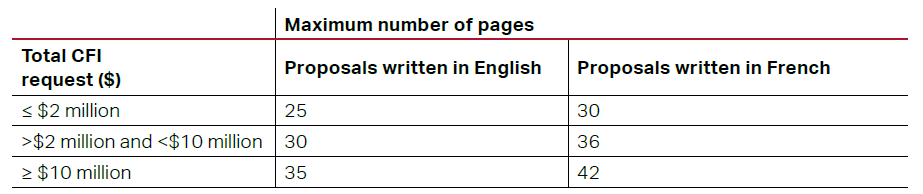 Maximum number of pages
Total CFI
request ($)
Proposals written in English
Proposals written in French
≤ $2 million 25 30
>$2 million and <$10 million 30 36
≥ $10 million 35 42